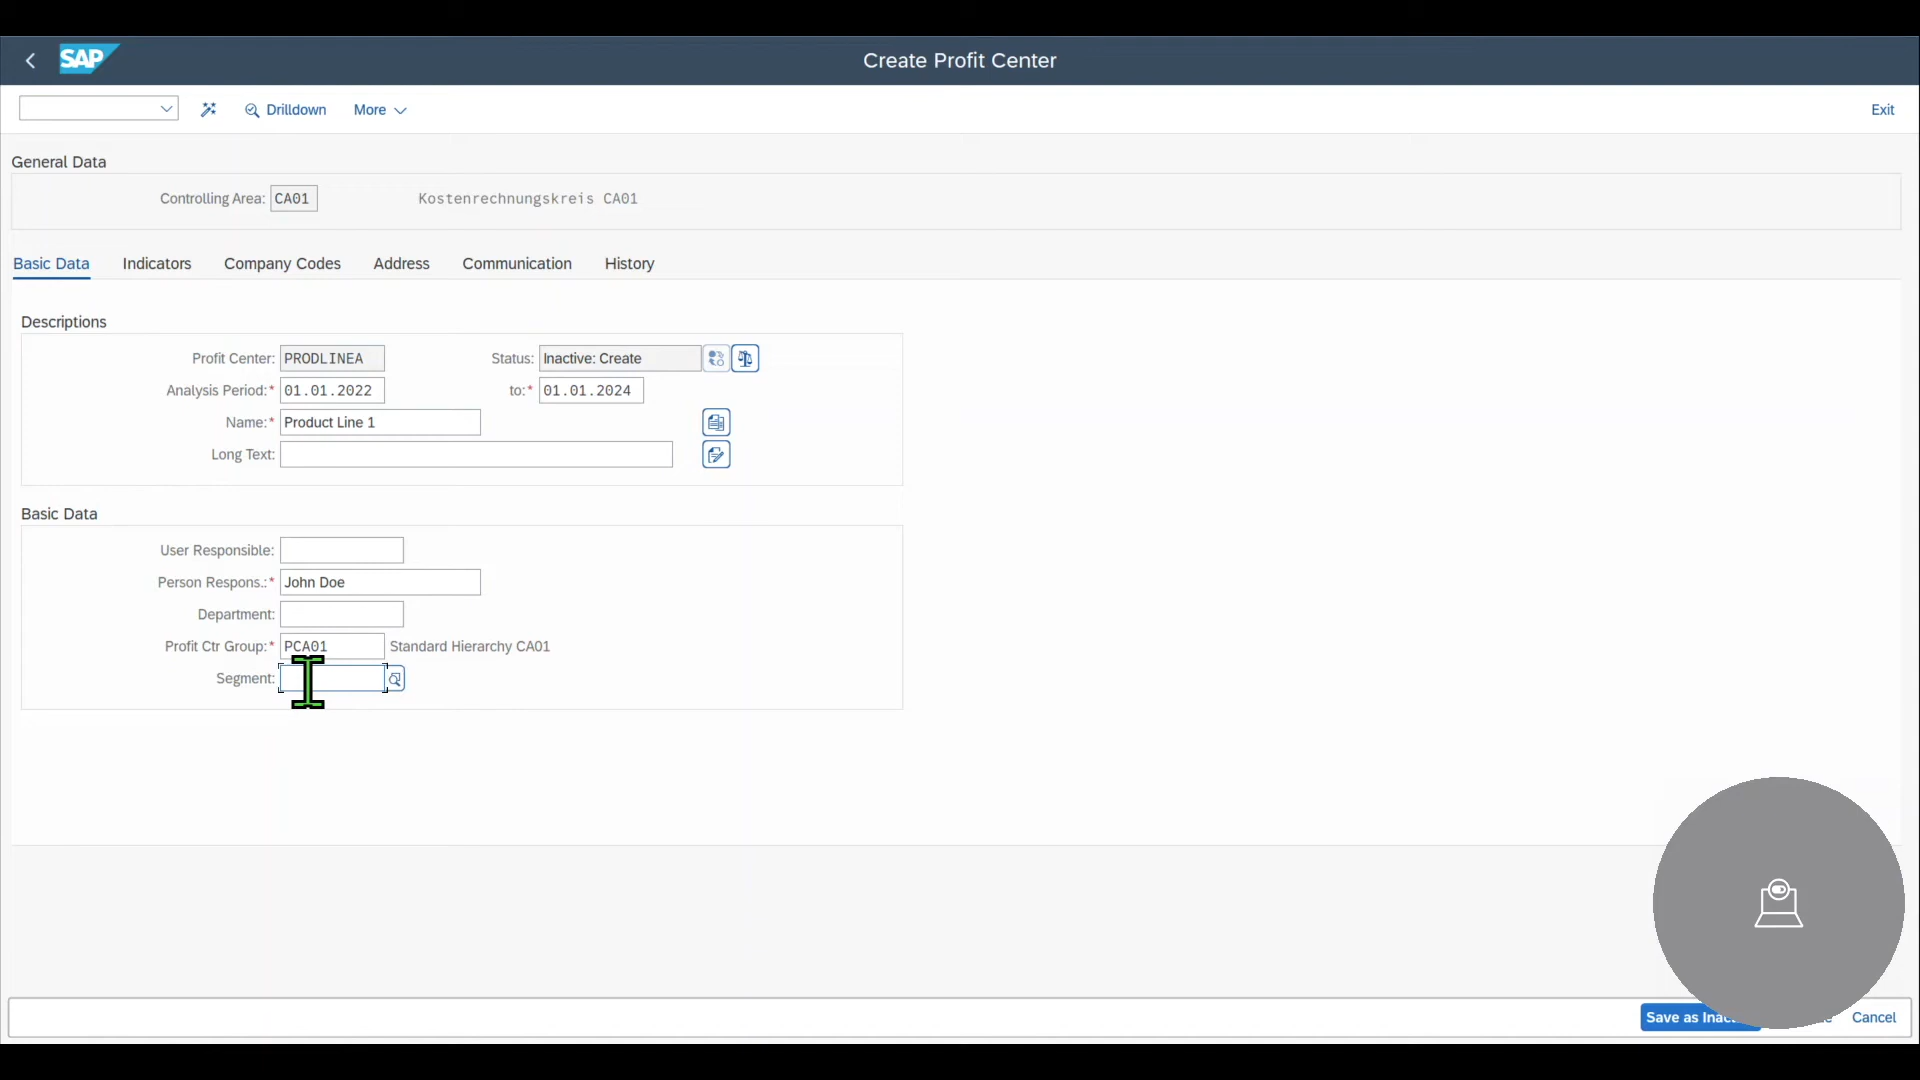 SAP
Create Profit Center
Drilldown More Exit
General Data
Controlling Area: CA01 Kostenrechnungskreis CA01
Basic Data Indicators Company Codes Address Communication History
Descriptions
Profit Center: PRODLINEA Status: Inactive: Create
Analysis Period:* 01.01.2022 to:* 01.01.2024
Name:* Product Line 1
Long Text:
Basic Data
User Responsible:
Person Respons.:* John Doe
Department:
Profit Ctr Group:* PCA01 Standard Hierarchy CA01
Segment:
Save as Cancel